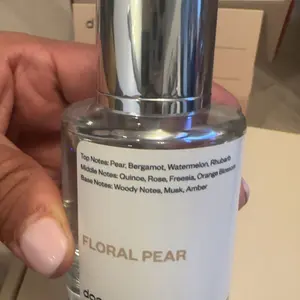 Top Notes: Pear, Bergamot, Watermelon, Rhubarb
Middle Notes: Quince, Rose, Freesia, Orange Blossom
Base Notes: Woody Notes, Musk, Amber
FLORAL PEAR